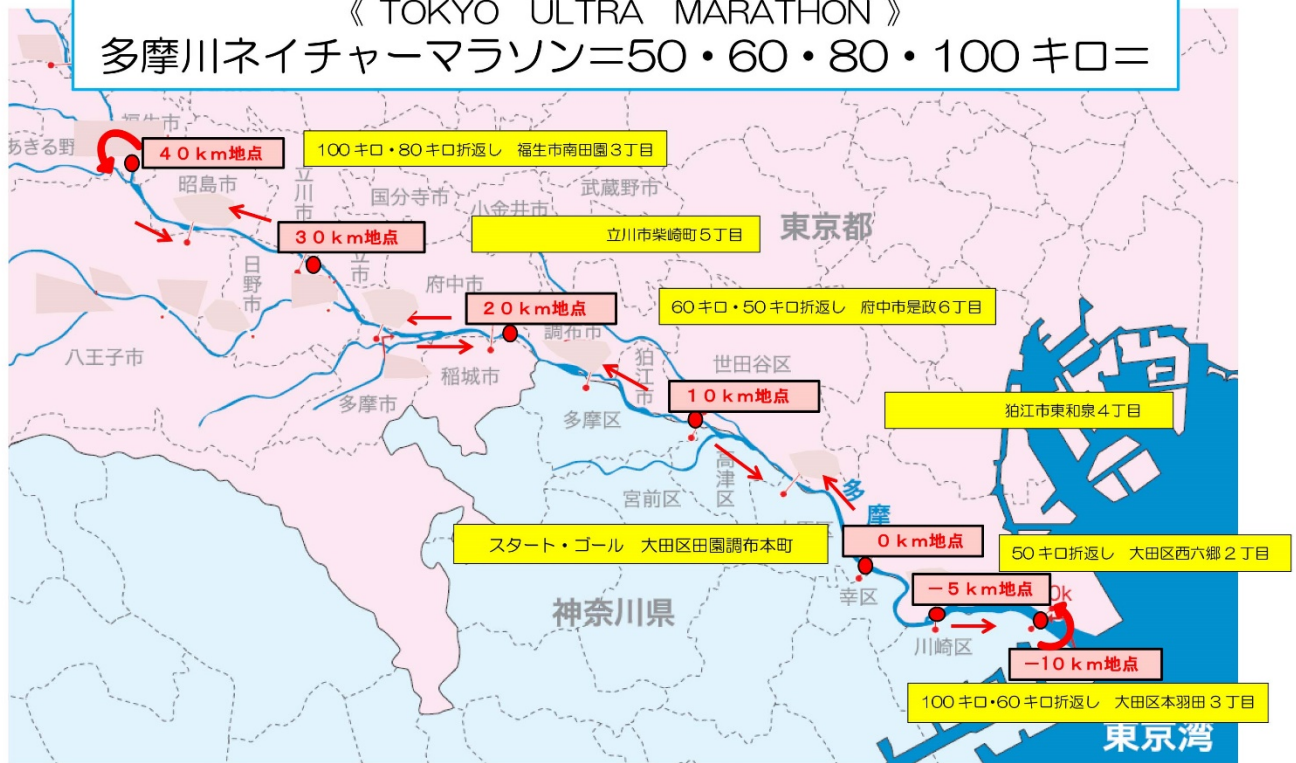 《 TOKYO ULTRA MARATHON 》
多摩川ネイチャーマラソン=50・60・80・100キロ=
福生市
あきる野
40km地点
100キロ・80キロ折返し 福生市南田園3丁目
昭島市
立川市
国分寺市
小金井市
武蔵野市
東京都
30km地点
立川市柴崎町5丁目
日野市
立市
府中市
20km地点
60キロ・50キロ折返し 府中市是政6丁目
調布市
八王子市
稲城市
狛江市
世田谷区
多摩市
10km地点
狛江市東和泉4丁目
多摩区
高津区
宮前区
多摩
スタート・ゴール 大田区田園調布本町
0km地点
50キロ折返し 大田区西六郷2丁目
幸区
-5km地点
0k
神奈川県
川崎区
-10km地点
100キロ・60キロ折返し 大田区本羽田3丁目
東京湾